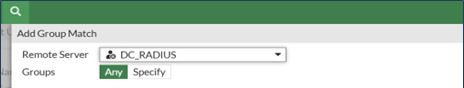 Add Group Match
Remote Server DC_RADIUS
Groups Any Specify